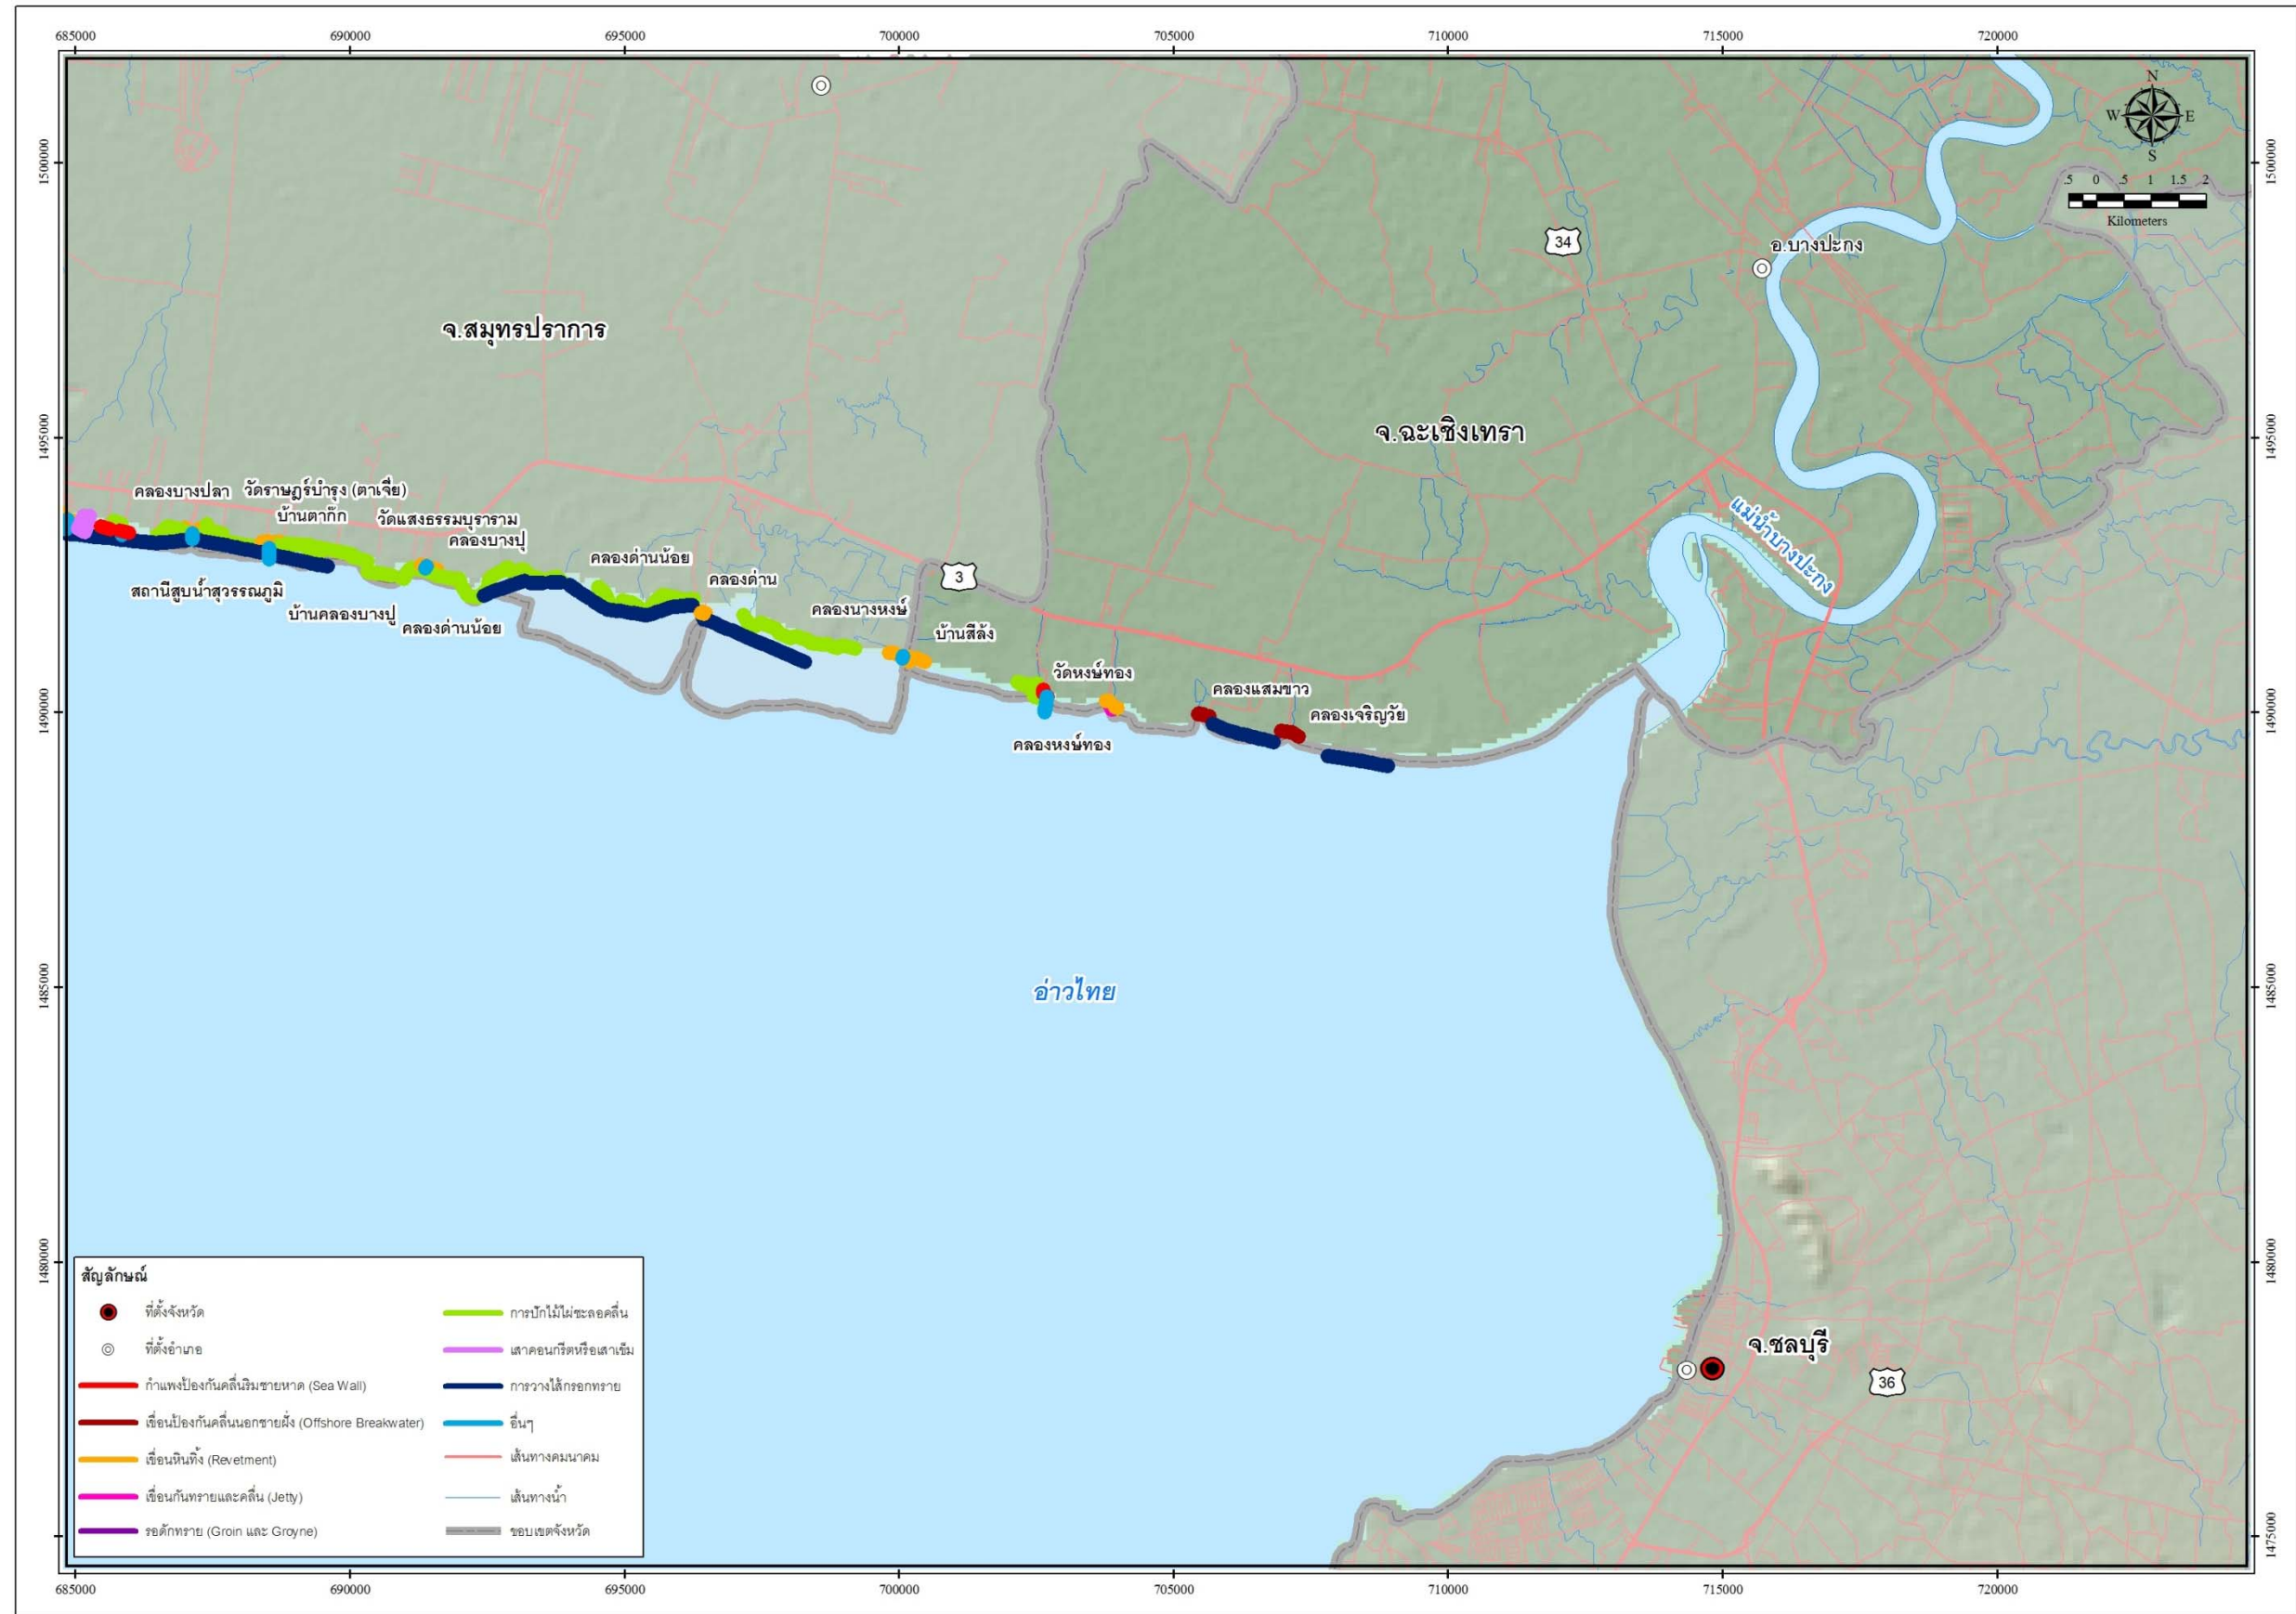 685000
690000
695000
700000
705000
710000
715000
720000
N
W
E
S
.5 0 .5 1 1.5 2
Kilometers
1500000
1500000
34
อ.บางปะกง
จ.สมุทรปราการ
จ.ฉะเชิงเทรา
1495000
1495000
คลองบางปลา
วัดราษฎร์บำรุง (ตาเจี่ย)
บ้านตาก๊ก
วัดแสงธรรมบุราราม
คลองบางปู
แม่น้ำบางปะกง
คลองด่านน้อย
คลองด่าน
3
สถานีสูบน้ำสุวรรณภูมิ
บ้านคลองบางปู
คลองด่านน้อย
คลองนางหงษ์
บ้านสีล้ง
วัดหงษ์ทอง
คลองแสมขาว
คลองเจริญวัย
คลองหงษ์ทอง
1490000
1490000
อ่าวไทย
1485000
1485000
1480000
1480000
จ.ชลบุรี
36
1475000
สัญลักษณ์
ที่ตั้งจังหวัด
ที่ตั้งอำเภอ
กำแพงป้องกันคลื่นริมชายหาด (Sea Wall)
เขื่อนป้องกันคลื่นนอกชายฝั่ง (Offshore Breakwater)
เขื่อนหินทิ้ง (Revetment)
เขื่อนกันทรายและคลื่น (Jetty)
รอดักทราย (Groin และ Groyne)
การปักไม้ไผ่ชะลอคลื่น
เสาคอนกรีตหรือเสาเข็ม
การวางไส้กรอกทราย
อื่นๆ
เส้นทางคมนาคม
เส้นทางน้ำ
ขอบเขตจังหวัด
685000
690000
695000
700000
705000
710000
715000
720000